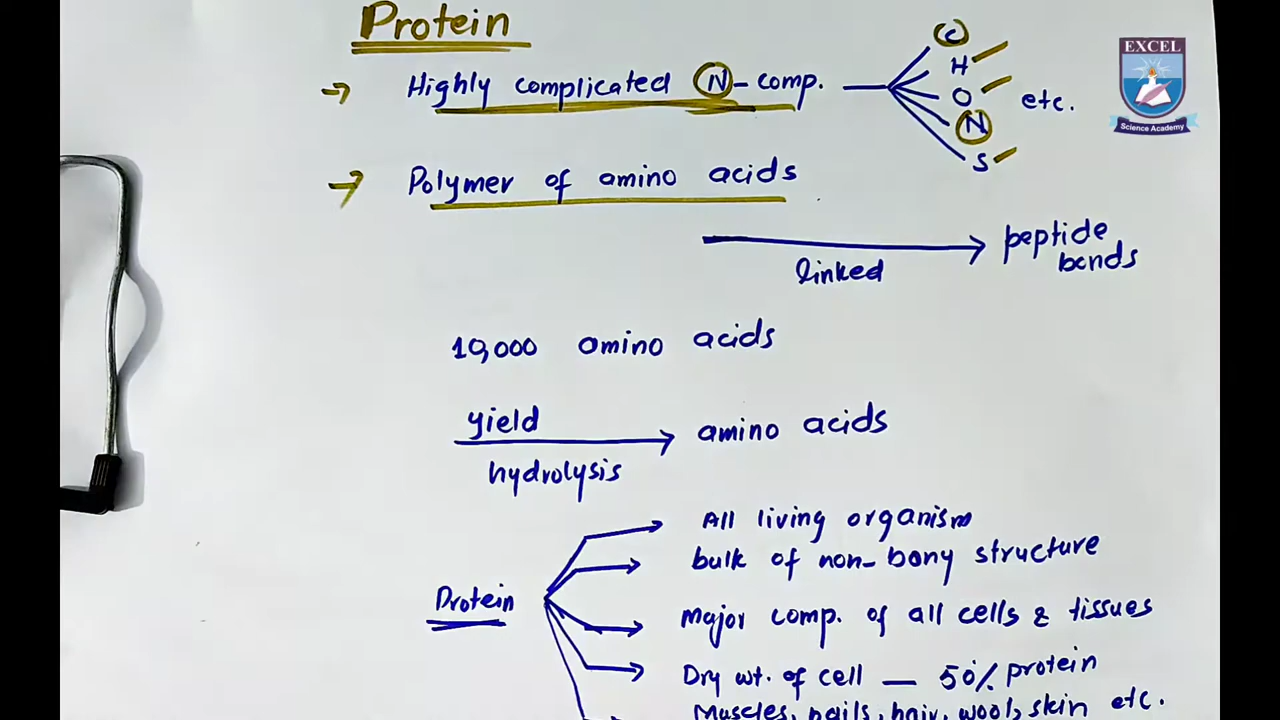 Protein
Highly complicated N-comp.
C
H
O
N
S
etc.
EXCEL
Science Academy
Polymer of amino acids
linked
peptide
bonds
10,000 amino acids
yield
hydrolysis
amino acids
Protein
All living organism
bulk of non-bony structure
Major comp. of all cells & tissues
Dry wt. of cell — 50% protein
Muscles, nails, hair, wool, skin etc.